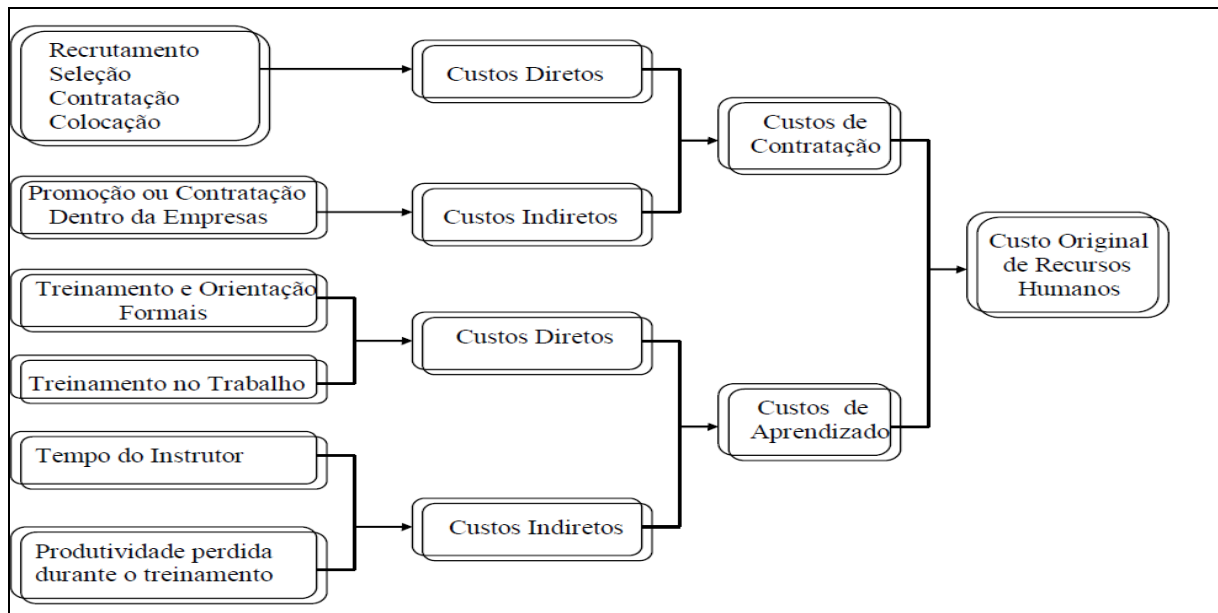 Recrutamento
Seleção
Contratação
Colocação
Custos Diretos
Custos de
Contratação
Promoção ou Contratação
Dentro da Empresas
Custos Indiretos
Custo Original
de Recursos
Humanos
Treinamento e Orientação
Formais
Custos Diretos
Treinamento no Trabalho
Custos de
Aprendizado
Tempo do Instrutor
Custos Indiretos
Produtividade perdida
durante o treinamento